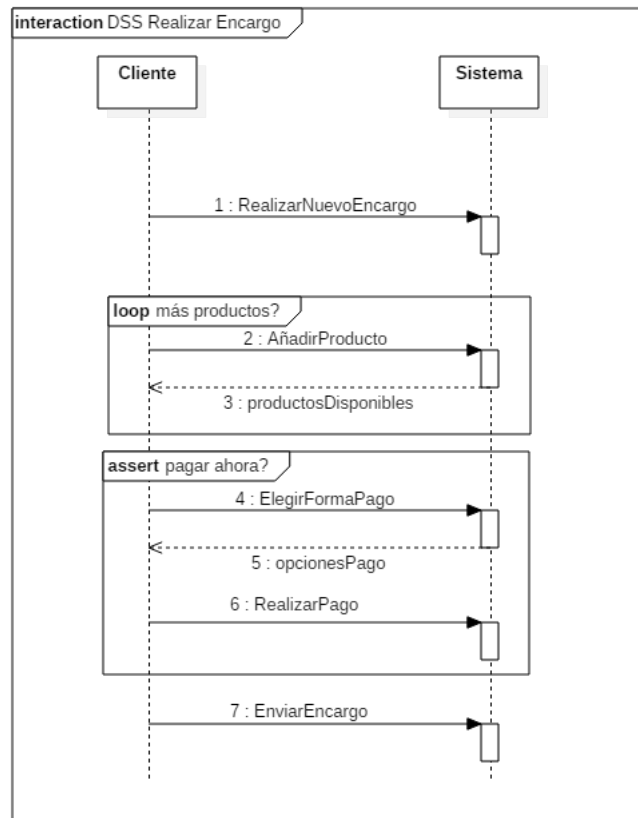 interaction DSS Realizar Encargo
Cliente
Sistema
1 : RealizarNuevoEncargo
loop más productos?
2 : AñadirProducto
3 : productosDisponibles
assert pagar ahora?
4 : ElegirFormaPago
5 : opcionesPago
6 : RealizarPago
7 : EnviarEncargo